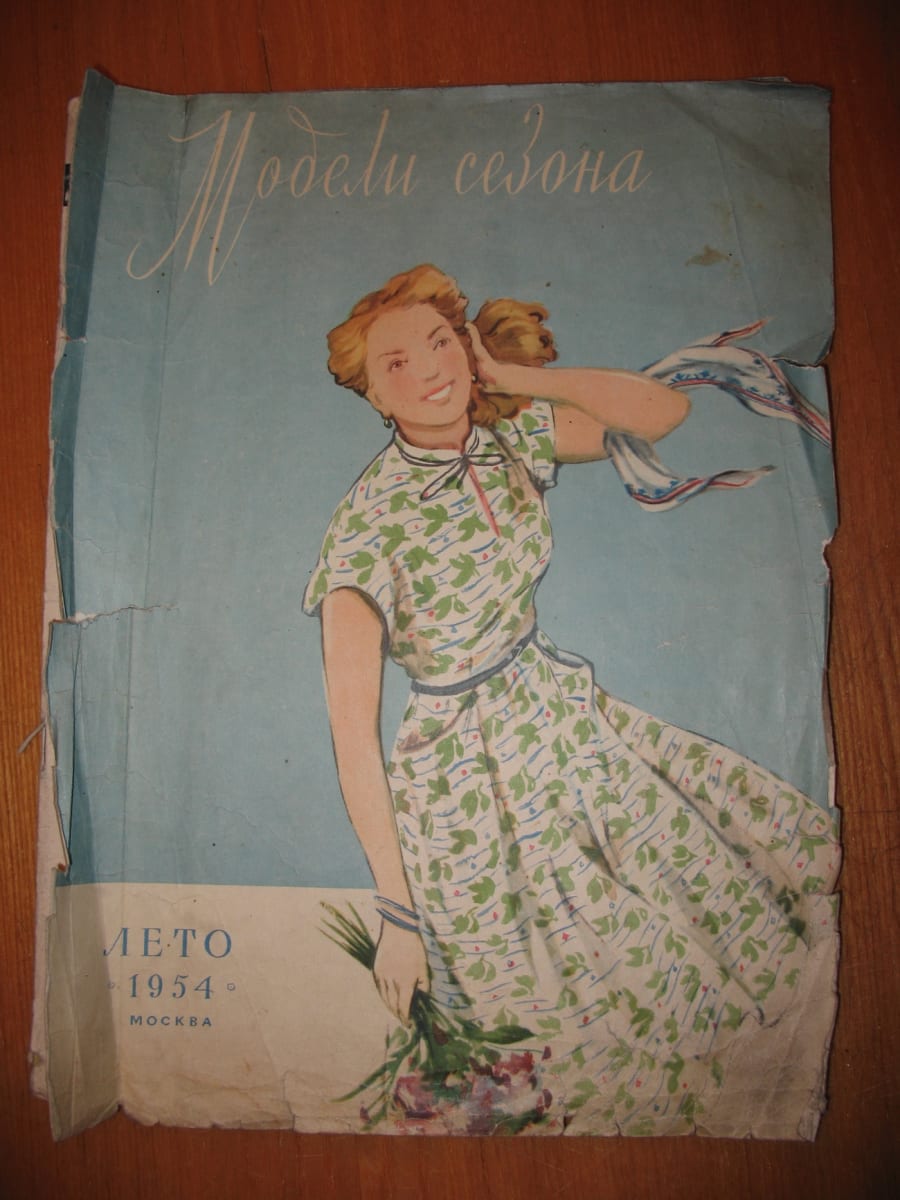 Модели сезона
ЛЕТО
1954
МОСКВА